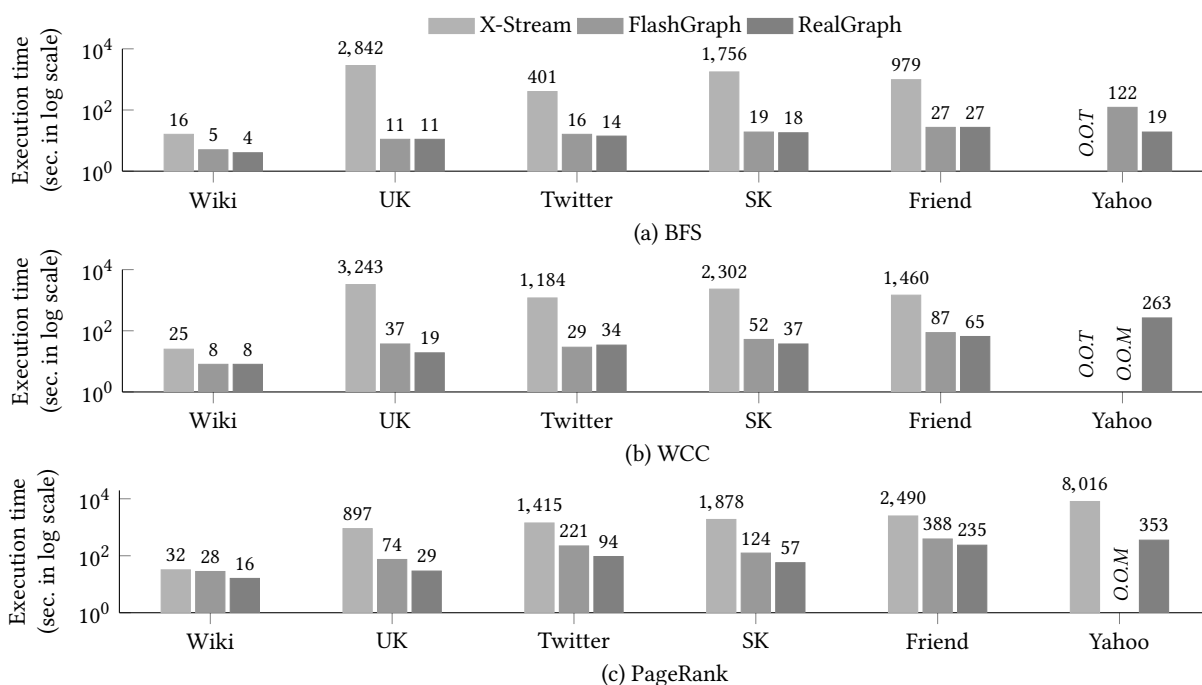 X-Stream FlashGraph RealGraph
Execution time
(sec. in log scale)
10^4
10^2
10^0
16 5 4
2,842 11 11
401 16 14
1,756 19 18
979 27 27
O.O.T 122 19
Wiki UK Twitter SK Friend Yahoo
(a) BFS
Execution time
(sec. in log scale)
10^4
10^2
10^0
25 8 8
3,243 37 19
1,184 29 34
2,302 52 37
1,460 87 65
O.O.T O.O.M 263
Wiki UK Twitter SK Friend Yahoo
(b) WCC
Execution time
(sec. in log scale)
10^4
10^2
10^0
32 28 16
897 74 29
1,415 221 94
1,878 124 57
2,490 388 235
8,016 O.O.M 353
Wiki UK Twitter SK Friend Yahoo
(c) PageRank